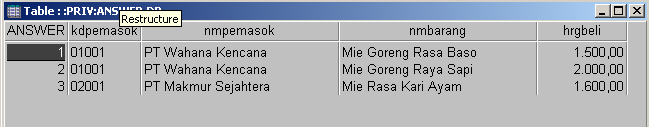 Table : :PRIV:ANSWER.DB
Restructure
ANSWER kdpemasok nmpemasok nmbarang hrgbeli
1 01001 PT Wahana Kencana Mie Goreng Rasa Baso 1.500,00
2 01001 PT Wahana Kencana Mie Goreng Raya Sapi 2.000,00
3 02001 PT Makmur Sejahtera Mie Rasa Kari Ayam 1.600,00